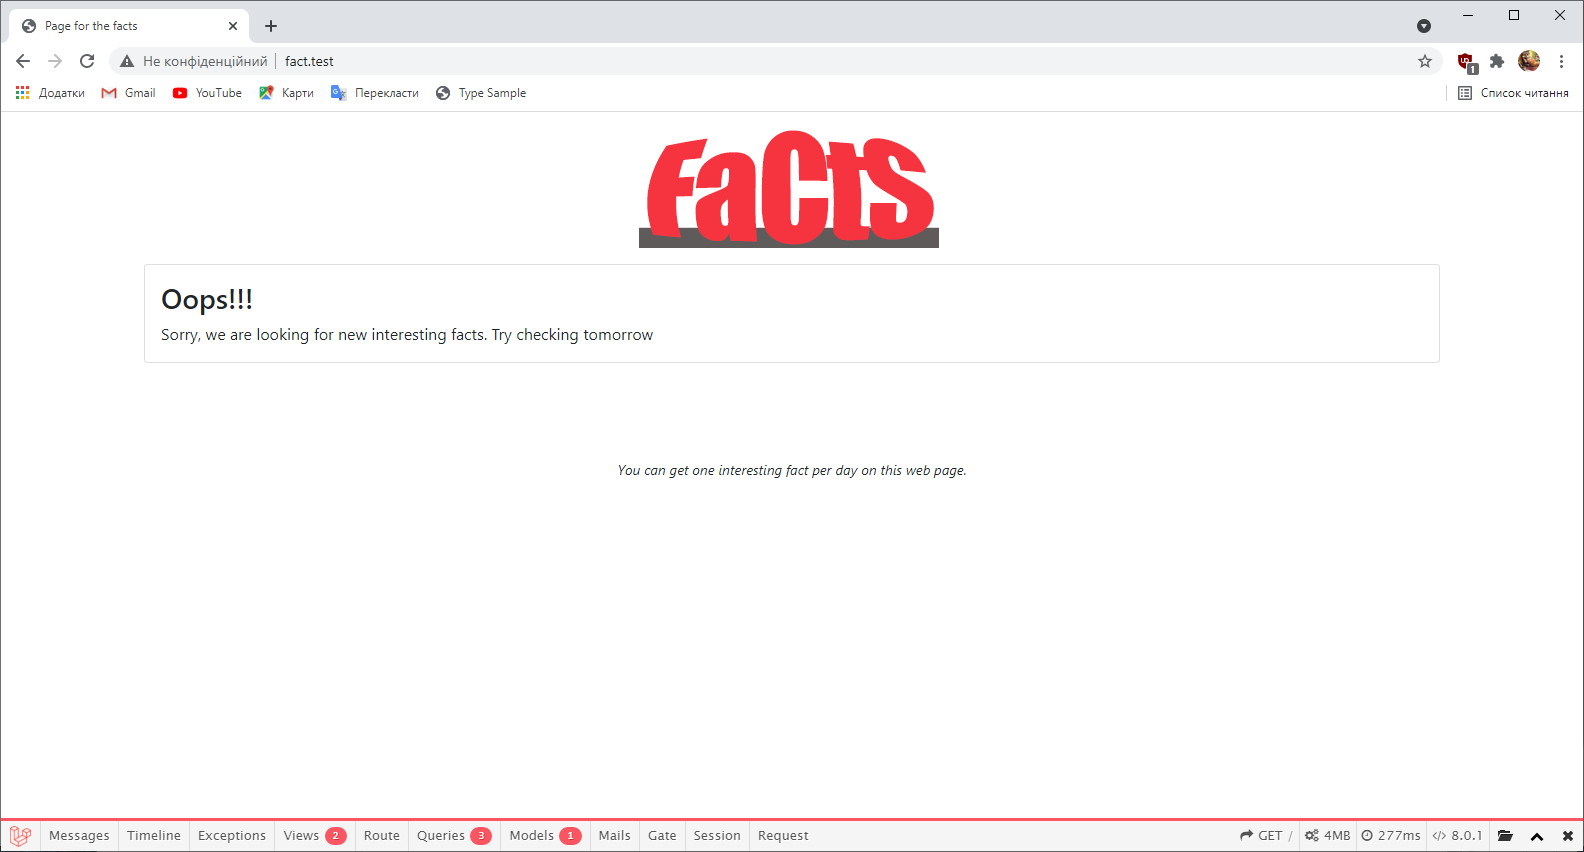 Page for the facts
Не конфіденційний fact.test
1
Додатки Gmail YouTube Карти Перекласти Type Sample Список читання
FaCtS
Oops!!!
Sorry, we are looking for new interesting facts. Try checking tomorrow
You can get one interesting fact per day on this web page.
Messages Timeline Exceptions Views 2 Route Queries 3 Models 1 Mails Gate Session Request GET / 4MB 277ms 8.0.1